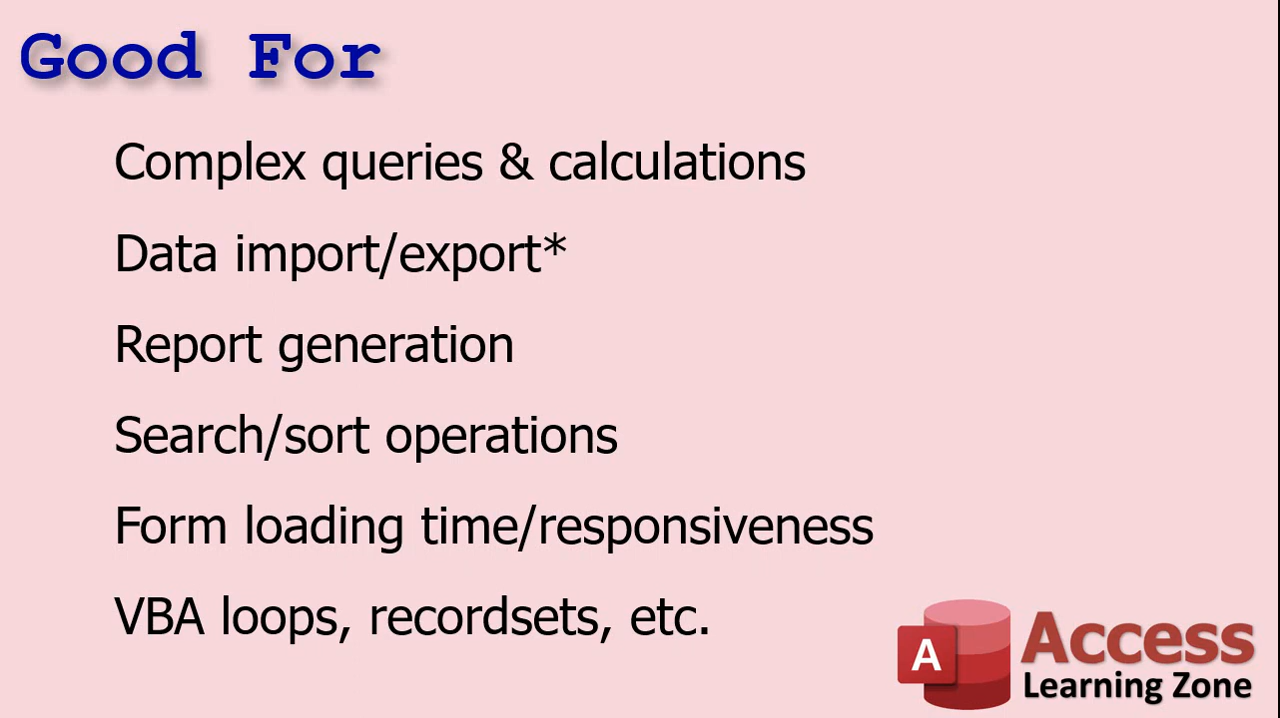 Good For
Complex queries & calculations
Data import/export*
Report generation
Search/sort operations
Form loading time/responsiveness
VBA loops, recordsets, etc.
A
Access
Learning Zone